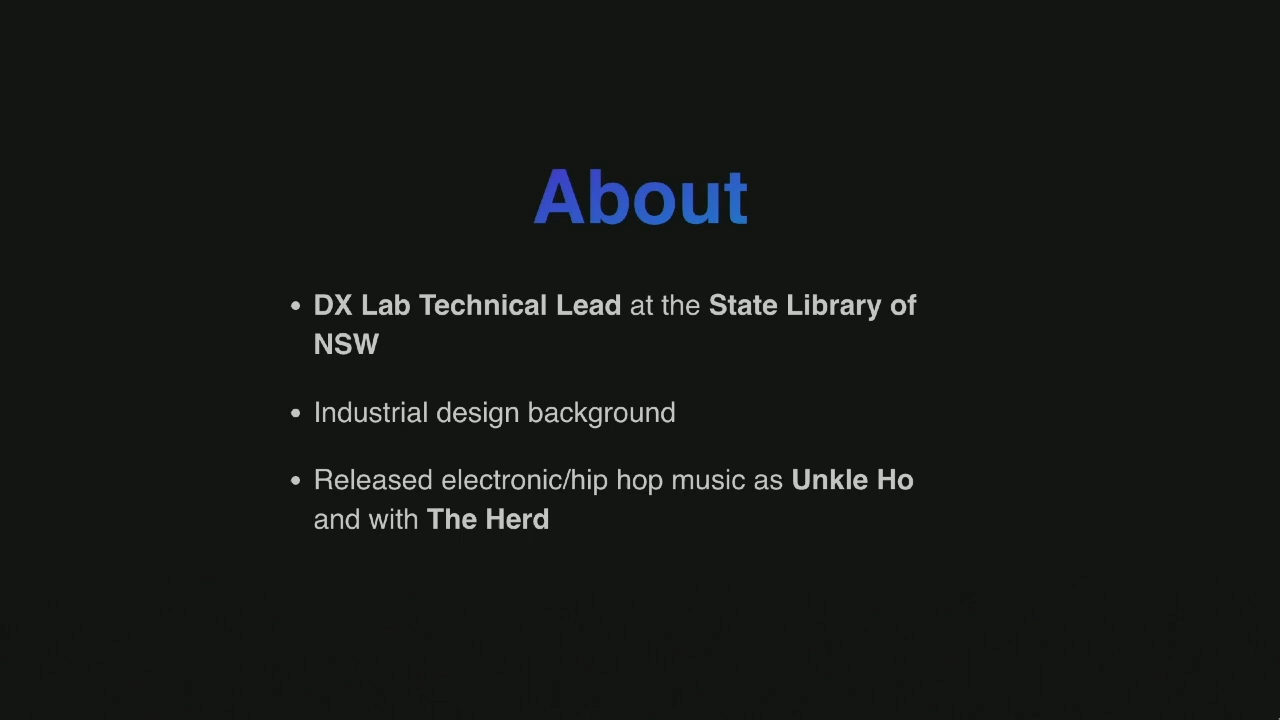 About
• DX Lab Technical Lead at the State Library of
NSW
• Industrial design background
• Released electronic/hip hop music as Unkle Ho
and with The Herd